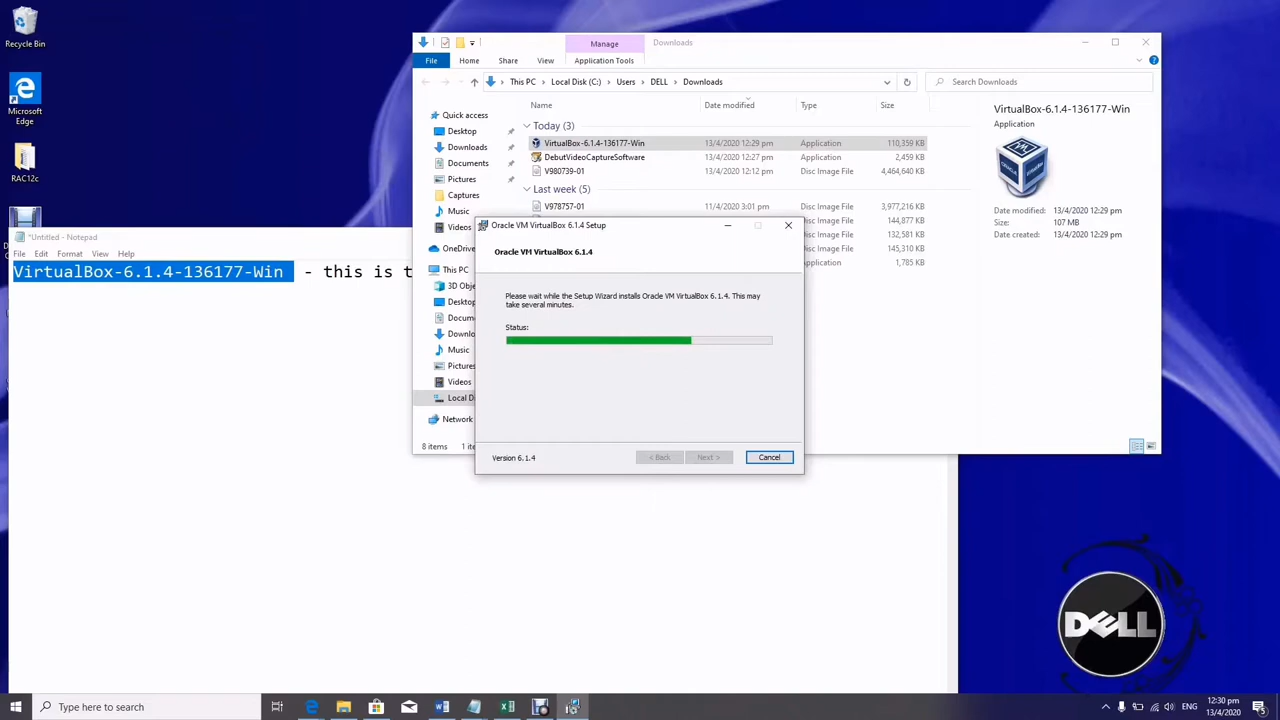 Recycle Bin
Microsoft
Edge
RAC12c
Manage
Downloads
File
Home
Share
View
Application Tools
This PC
Local Disk (C:)
Users
DELL
Downloads
Search Downloads
Name
Date modified
Type
Size
Quick access
Desktop
Downloads
Documents
Pictures
Captures
Music
Videos
OneDrive
This PC
3D Obje
Desktop
Docum
Downlo
Music
Pictures
Videos
Local D
Network
Today (3)
VirtualBox-6.1.4-136177-Win 13/4/2020 12:29 pm Application 110,359 KB
DebutVideoCaptureSoftware 13/4/2020 12:27 pm Application 2,459 KB
V980739-01 13/4/2020 12:12 pm Disc Image File 4,464,640 KB
Last week (5)
V978757-01 11/4/2020 3:01 pm Disc Image File 3,977,216 KB
Disc Image File 144,877 KB
Disc Image File 132,581 KB
Disc Image File 145,310 KB
Application 1,785 KB
VirtualBox-6.1.4-136177-Win
Application
Date modified: 13/4/2020 12:29 pm
Size: 107 MB
Date created: 13/4/2020 12:29 pm
8 items
1 ite
*Untitled - Notepad
File Edit Format View Help
VirtualBox-6.1.4-136177-Win - this is t
Oracle VM VirtualBox 6.1.4 Setup
Oracle VM VirtualBox 6.1.4
Please wait while the Setup Wizard installs Oracle VM VirtualBox 6.1.4. This may
take several minutes.
Status:
Version 6.1.4
< Back
Next >
Cancel
DELL
Type here to search
ENG
12:30 pm
13/4/2020